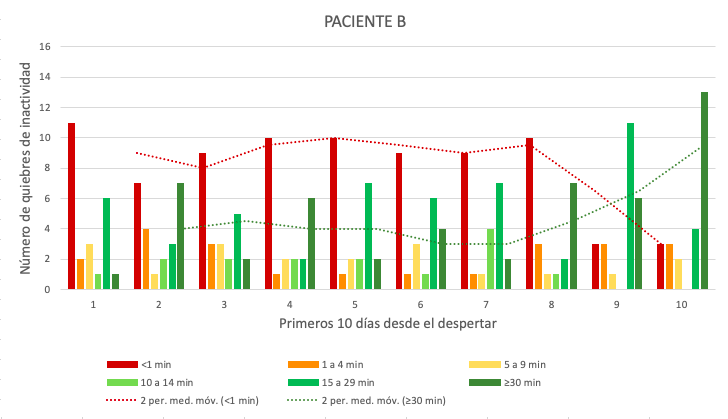 PACIENTE B
16
14
12
10
8
6
4
2
0
Número de quiebres de inactividad
1 2 3 4 5 6 7 8 9 10
Primeros 10 días desde el despertar
<1 min 1 a 4 min 5 a 9 min
10 a 14 min 15 a 29 min ≥30 min
2 per. med. móv. (<1 min) 2 per. med. móv. (≥30 min)